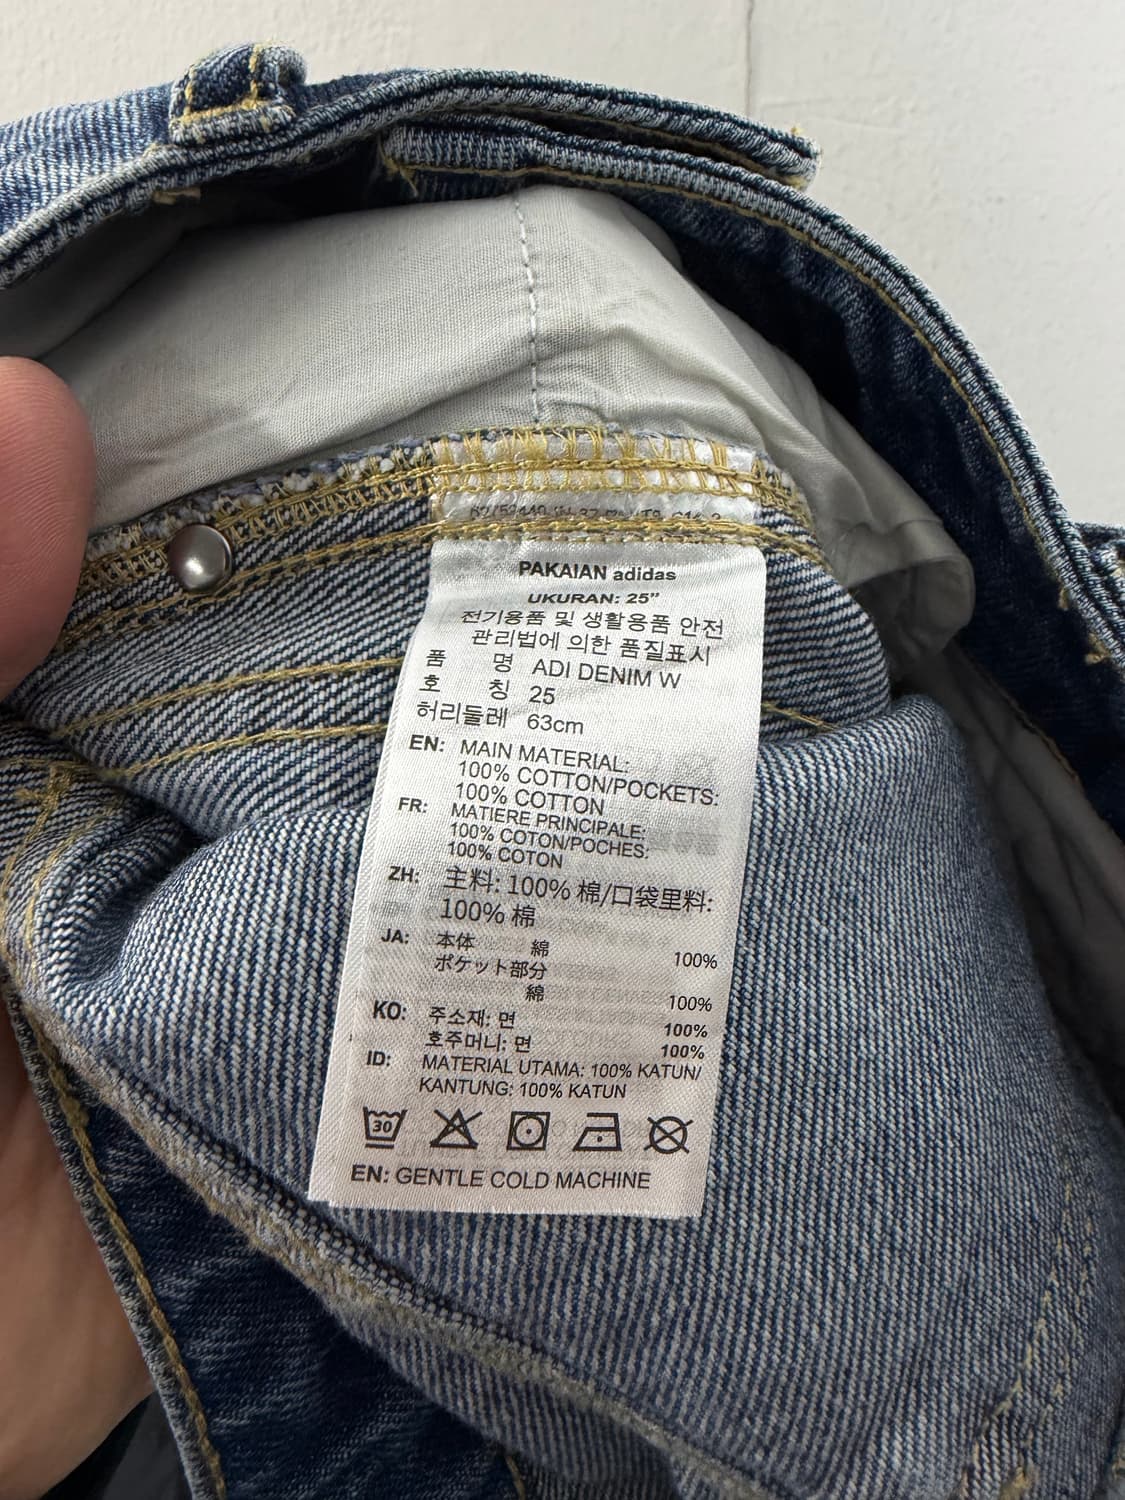 PAKAIAN adidas
UKURAN: 25"
전기용품 및 생활용품 안전
관리법에 의한 품질표시
품 명 ADI DENIM W
호 칭 25
허리둘레 63cm
EN: MAIN MATERIAL:
100% COTTON/POCKETS:
100% COTTON
FR: MATIERE PRINCIPALE:
100% COTON/POCHES:
100% COTON
ZH: 主料: 100% 棉/口袋里料:
100% 棉
JA: 本体 綿 100%
ポケット部分
綿 100%
KO: 주소재: 면 100%
호주머니: 면 100%
ID: MATERIAL UTAMA: 100% KATUN/
KANTUNG: 100% KATUN
30
EN: GENTLE COLD MACHINE